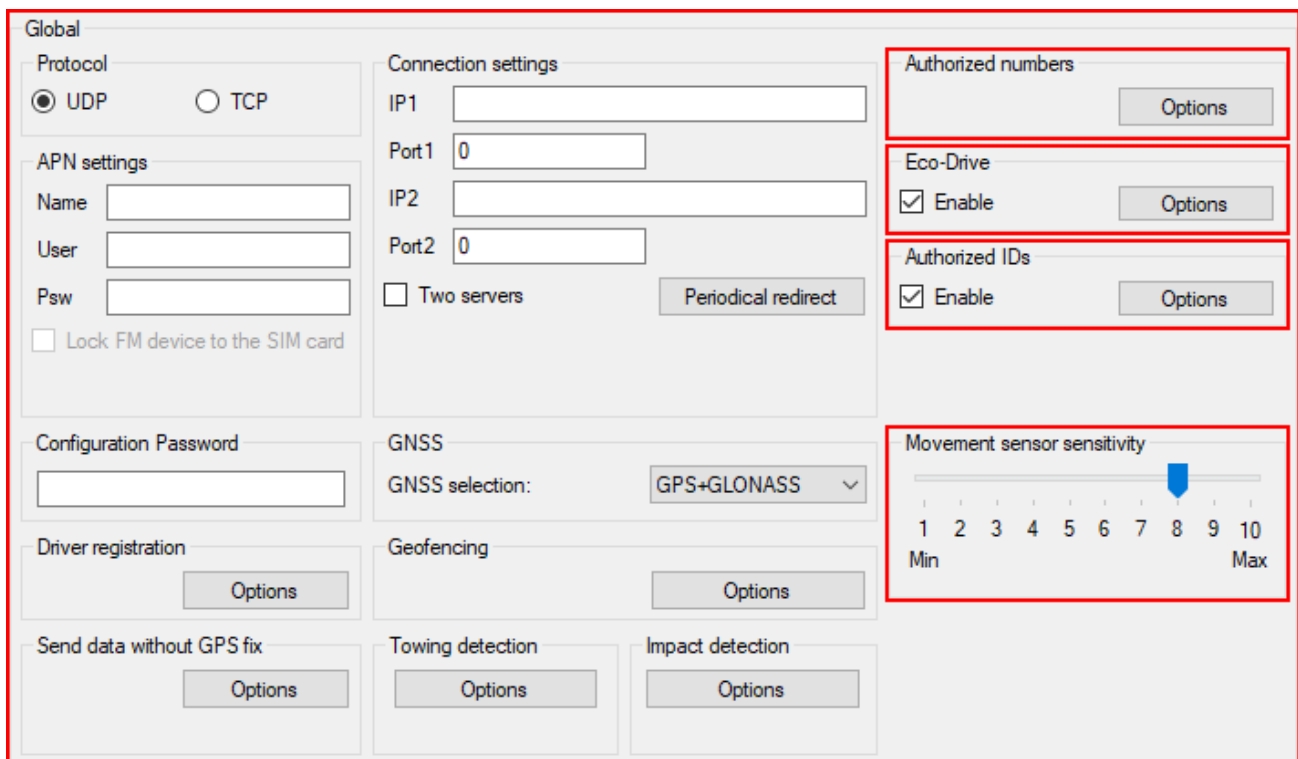 Global
Protocol
UDP TCP
APN settings
Name
User
Psw
Lock FM device to the SIM card
Connection settings
IP1
Port1 0
IP2
Port2 0
Two servers Periodical redirect
Authorized numbers
Options
Eco-Drive
Enable Options
Authorized IDs
Enable Options
Configuration Password
GNSS
GNSS selection: GPS+GLONASS
Movement sensor sensitivity
1 2 3 4 5 6 7 8 9 10
Min Max
Driver registration
Options
Geofencing
Options
Send data without GPS fix
Options
Towing detection
Options
Impact detection
Options